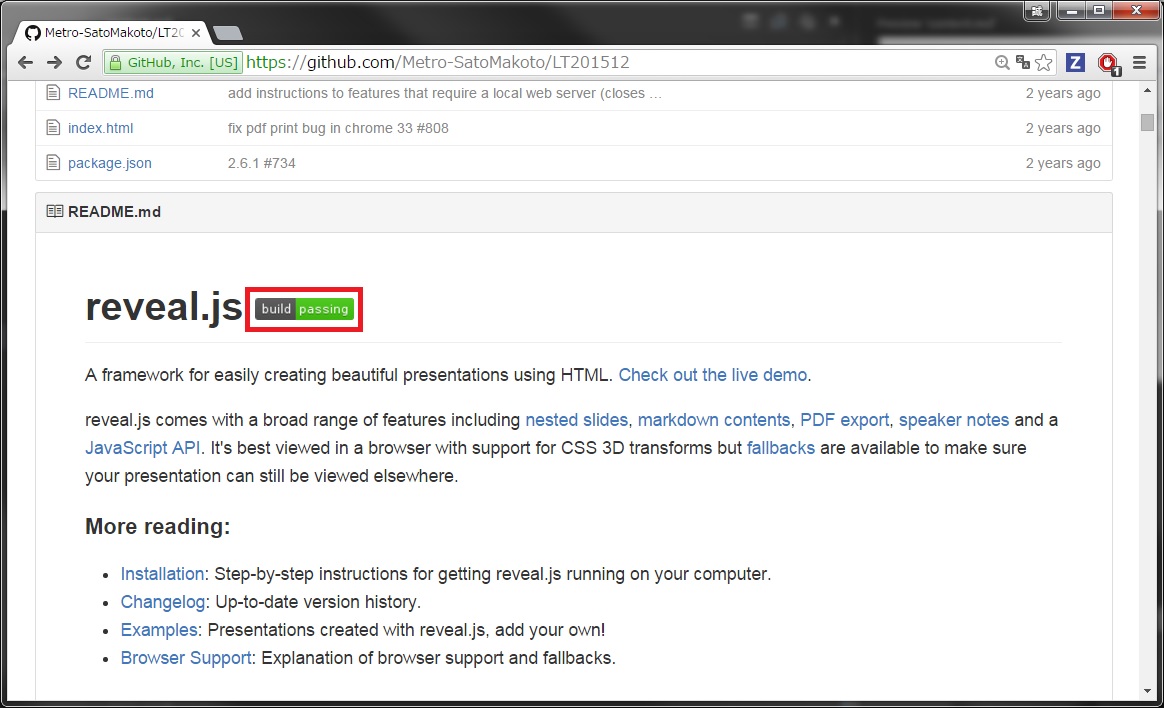 Metro-SatoMakoto/LT20
GitHub, Inc. [US] https://github.com/Metro-SatoMakoto/LT201512
Z
1
README.md add instructions to features that require a local web server (closes … 2 years ago
index.html fix pdf print bug in chrome 33 #808 2 years ago
package.json 2.6.1 #734 2 years ago
README.md
reveal.js build passing
A framework for easily creating beautiful presentations using HTML. Check out the live demo.
reveal.js comes with a broad range of features including nested slides, markdown contents, PDF export, speaker notes and a
JavaScript API. It's best viewed in a browser with support for CSS 3D transforms but fallbacks are available to make sure
your presentation can still be viewed elsewhere.
More reading:
Installation: Step-by-step instructions for getting reveal.js running on your computer.
Changelog: Up-to-date version history.
Examples: Presentations created with reveal.js, add your own!
Browser Support: Explanation of browser support and fallbacks.